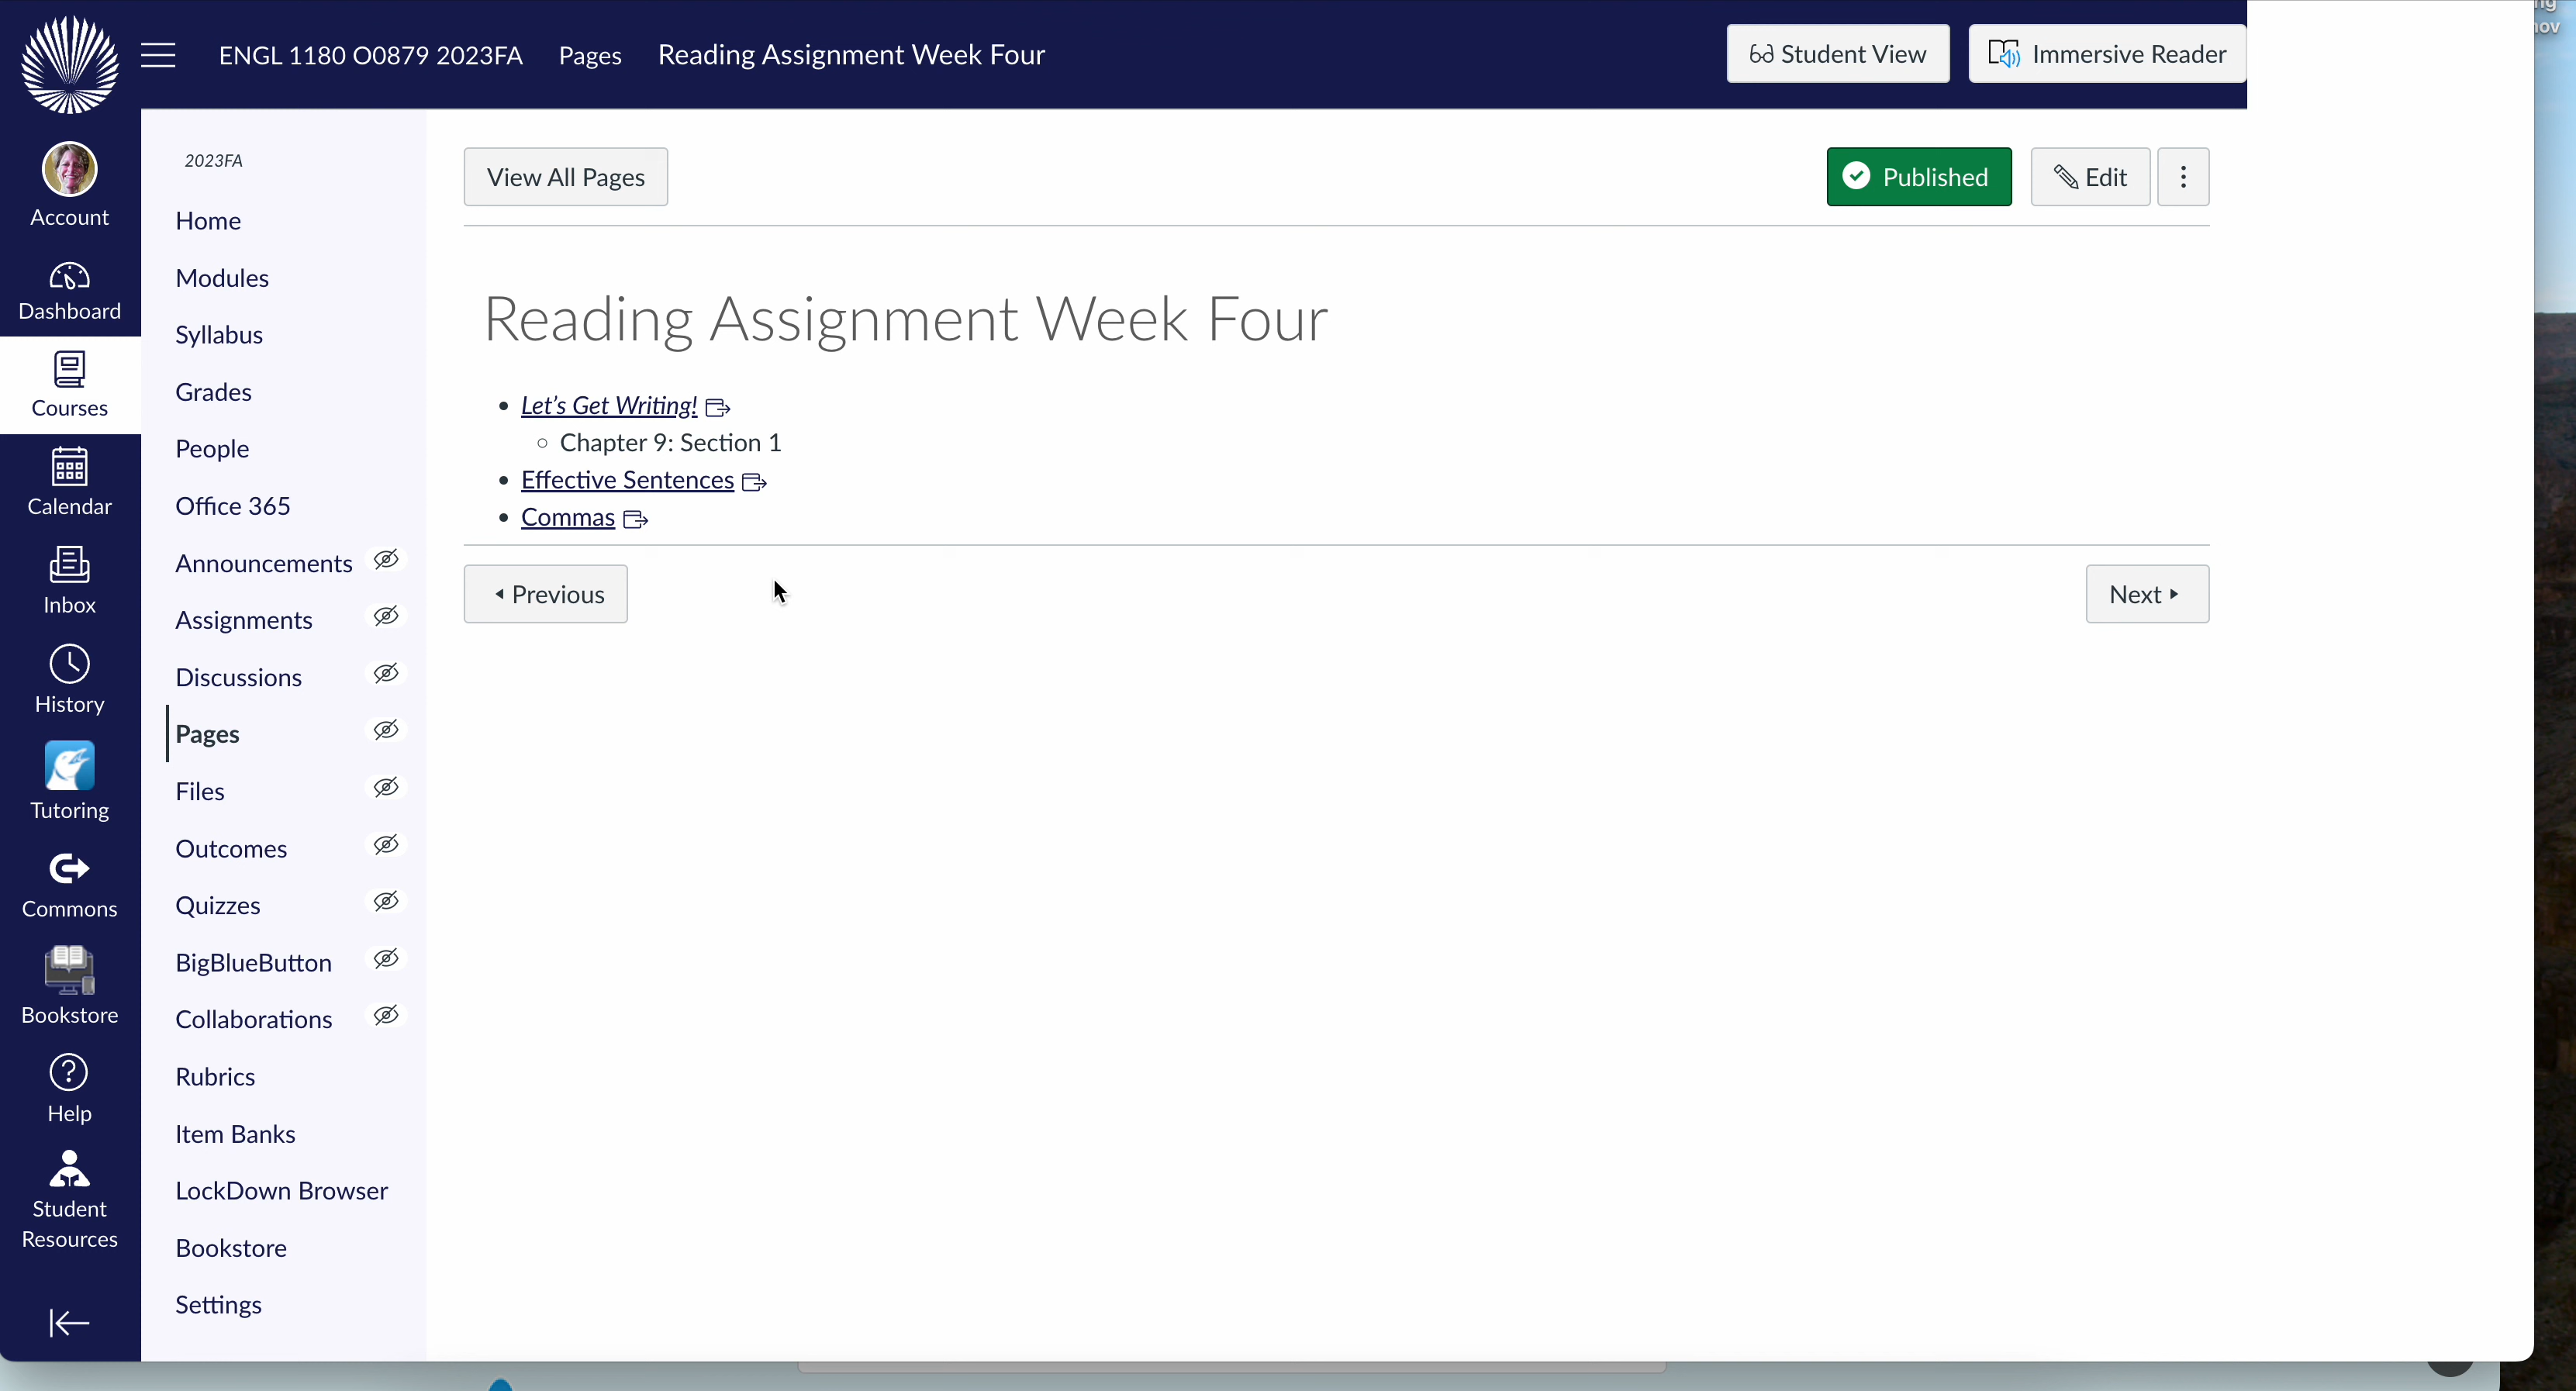 ENGL 1180 O0879 2023FA Pages Reading Assignment Week Four
Student View
Immersive Reader
Account
Dashboard
Courses
Calendar
Inbox
History
Tutoring
Commons
Bookstore
Help
Student
Resources
2023FA
Home
Modules
Syllabus
Grades
People
Office 365
Announcements
Assignments
Discussions
Pages
Files
Outcomes
Quizzes
BigBlueButton
Collaborations
Rubrics
Item Banks
LockDown Browser
Bookstore
Settings
View All Pages
Published
Edit
Reading Assignment Week Four
Let's Get Writing!
Chapter 9: Section 1
Effective Sentences
Commas
Previous
Next